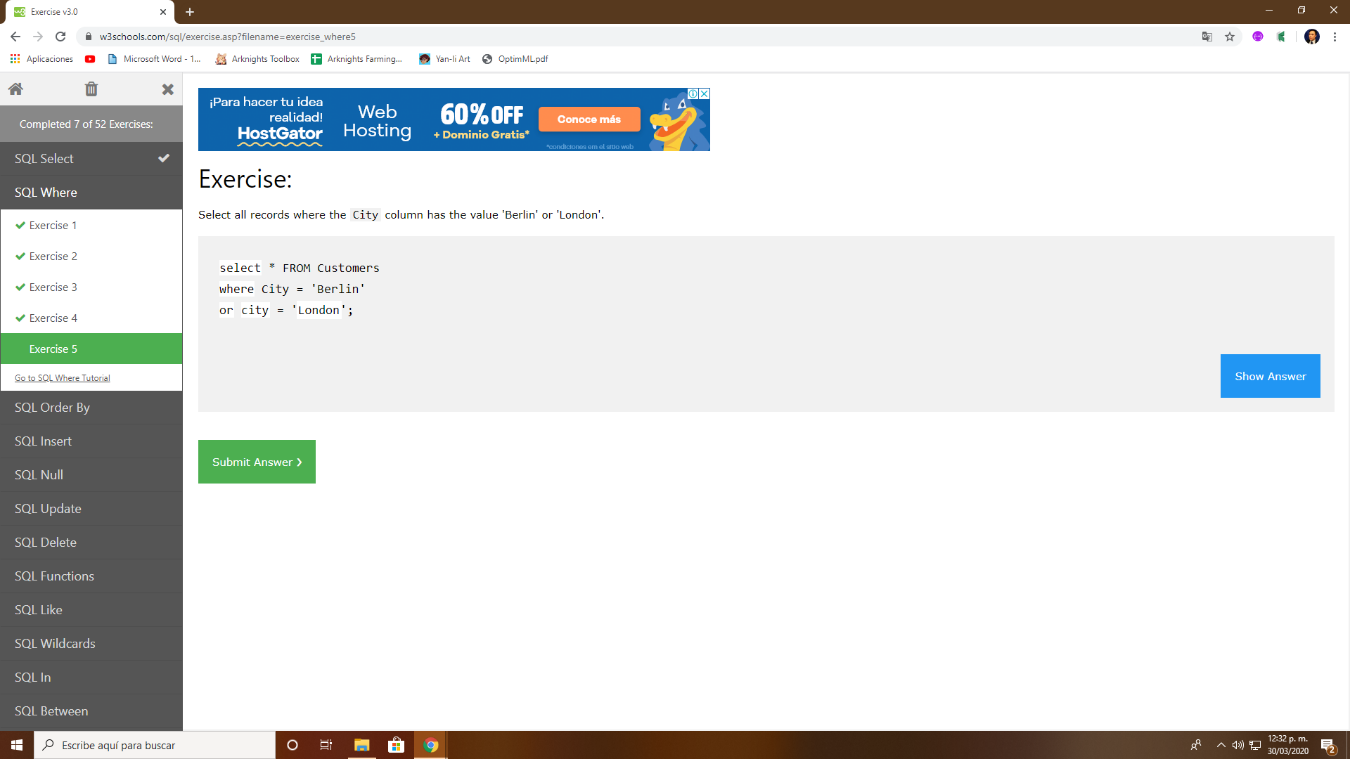 Exercise v3.0
w3schools.com/sql/exercise.asp?filename=exercise_where5
Aplicaciones
Microsoft Word - 1...
Arknights Toolbox
Arknights Farming...
Yan-li Art
OptimML.pdf
Completed 7 of 52 Exercises:
SQL Select
SQL Where
Exercise 1
Exercise 2
Exercise 3
Exercise 4
Exercise 5
Go to SQL Where Tutorial
SQL Order By
SQL Insert
SQL Null
SQL Update
SQL Delete
SQL Functions
SQL Like
SQL Wildcards
SQL In
SQL Between
¡Para hacer tu idea
realidad!
HostGator
Web
Hosting
60% OFF
+ Dominio Gratis*
Conoce más
*condiciones en el sitio web
Exercise:
Select all records where the City column has the value 'Berlin' or 'London'.
select * FROM Customers
where City = 'Berlin'
or city = 'London';
Show Answer
Submit Answer ❯
Escribe aquí para buscar
12:32 p. m.
30/03/2020
2